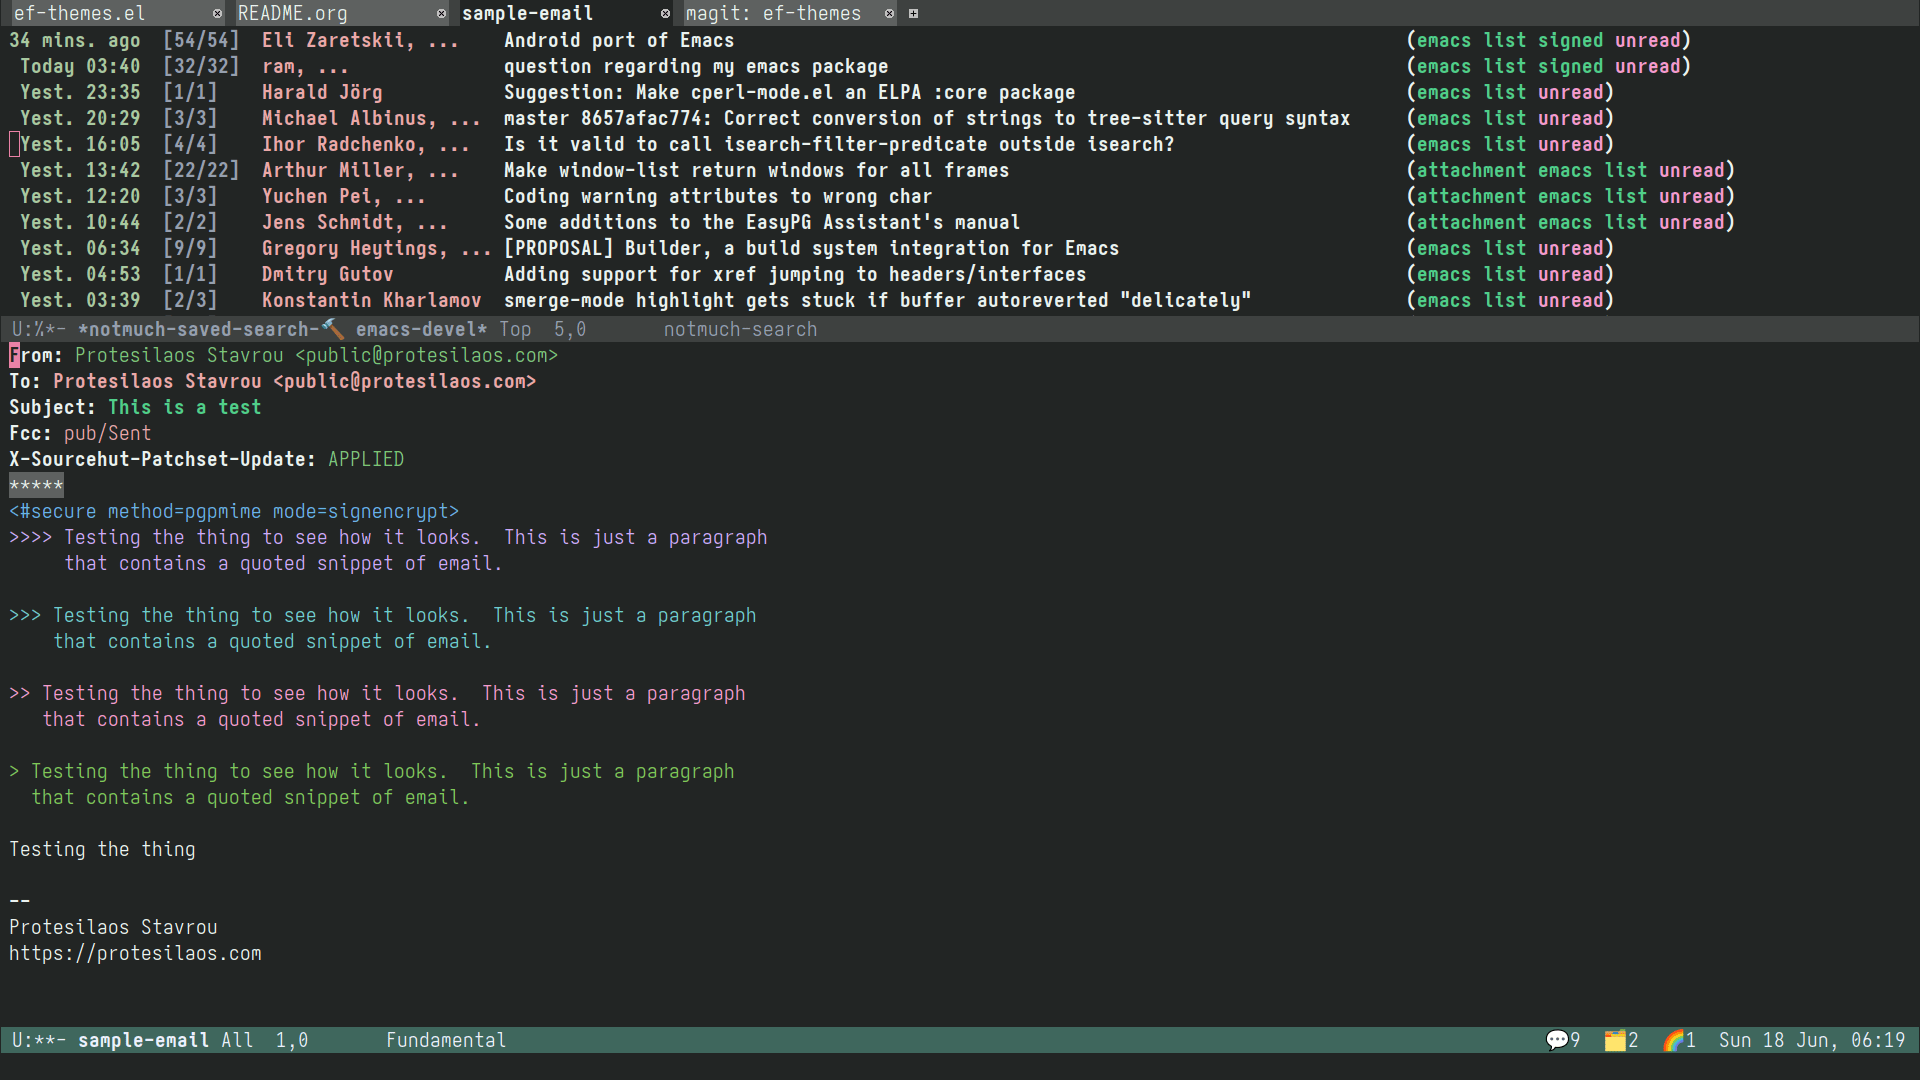 ef-themes.el README.org sample-email magit: ef-themes
34 mins. ago [54/54] Eli Zaretskii, ... Android port of Emacs (emacs list signed unread)
Today 03:40 [32/32] ram, ... question regarding my emacs package (emacs list signed unread)
Yest. 23:35 [1/1] Harald Jörg Suggestion: Make cperl-mode.el an ELPA :core package (emacs list unread)
Yest. 20:29 [3/3] Michael Albinus, ... master 8657afac774: Correct conversion of strings to tree-sitter query syntax (emacs list unread)
Yest. 16:05 [4/4] Ihor Radchenko, ... Is it valid to call isearch-filter-predicate outside isearch? (emacs list unread)
Yest. 13:42 [22/22] Arthur Miller, ... Make window-list return windows for all frames (attachment emacs list unread)
Yest. 12:20 [3/3] Yuchen Pei, ... Coding warning attributes to wrong char (attachment emacs list unread)
Yest. 10:44 [2/2] Jens Schmidt, ... Some additions to the EasyPG Assistant's manual (attachment emacs list unread)
Yest. 06:34 [9/9] Gregory Heytings, ... [PROPOSAL] Builder, a build system integration for Emacs (emacs list unread)
Yest. 04:53 [1/1] Dmitry Gutov Adding support for xref jumping to headers/interfaces (emacs list unread)
Yest. 03:39 [2/3] Konstantin Kharlamov smerge-mode highlight gets stuck if buffer autoreverted "delicately" (emacs list unread)
U:%*- *notmuch-saved-search-🔨 emacs-devel* Top 5,0 notmuch-search
From: Protesilaos Stavrou <public@protesilaos.com>
To: Protesilaos Stavrou <public@protesilaos.com>
Subject: This is a test
Fcc: pub/Sent
X-Sourcehut-Patchset-Update: APPLIED
*****
<#secure method=pgpmime mode=signencrypt>
>>>> Testing the thing to see how it looks. This is just a paragraph
that contains a quoted snippet of email.
>>> Testing the thing to see how it looks. This is just a paragraph
that contains a quoted snippet of email.
>> Testing the thing to see how it looks. This is just a paragraph
that contains a quoted snippet of email.
> Testing the thing to see how it looks. This is just a paragraph
that contains a quoted snippet of email.
Testing the thing
--
Protesilaos Stavrou
https://protesilaos.com
U:**- sample-email All 1,0 Fundamental 💬9 🗂️2 🌈1 Sun 18 Jun, 06:19